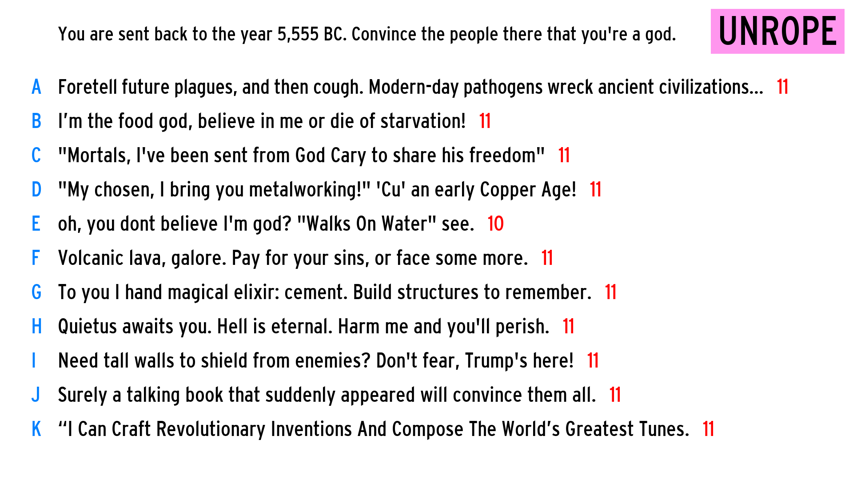 You are sent back to the year 5,555 BC. Convince the people there that you're a god. UNROPE
A Foretell future plagues, and then cough. Modern-day pathogens wreck ancient civilizations... 11
B I'm the food god, believe in me or die of starvation! 11
C "Mortals, I've been sent from God Cary to share his freedom" 11
D "My chosen, I bring you metalworking!" 'Cu' an early Copper Age! 11
E oh, you dont believe I'm god? "Walks On Water" see. 10
F Volcanic lava, galore. Pay for your sins, or face some more. 11
G To you I hand magical elixir: cement. Build structures to remember. 11
H Quietus awaits you. Hell is eternal. Harm me and you'll perish. 11
I Need tall walls to shield from enemies? Don't fear, Trump's here! 11
J Surely a talking book that suddenly appeared will convince them all. 11
K “I Can Craft Revolutionary Inventions And Compose The World’s Greatest Tunes. 11